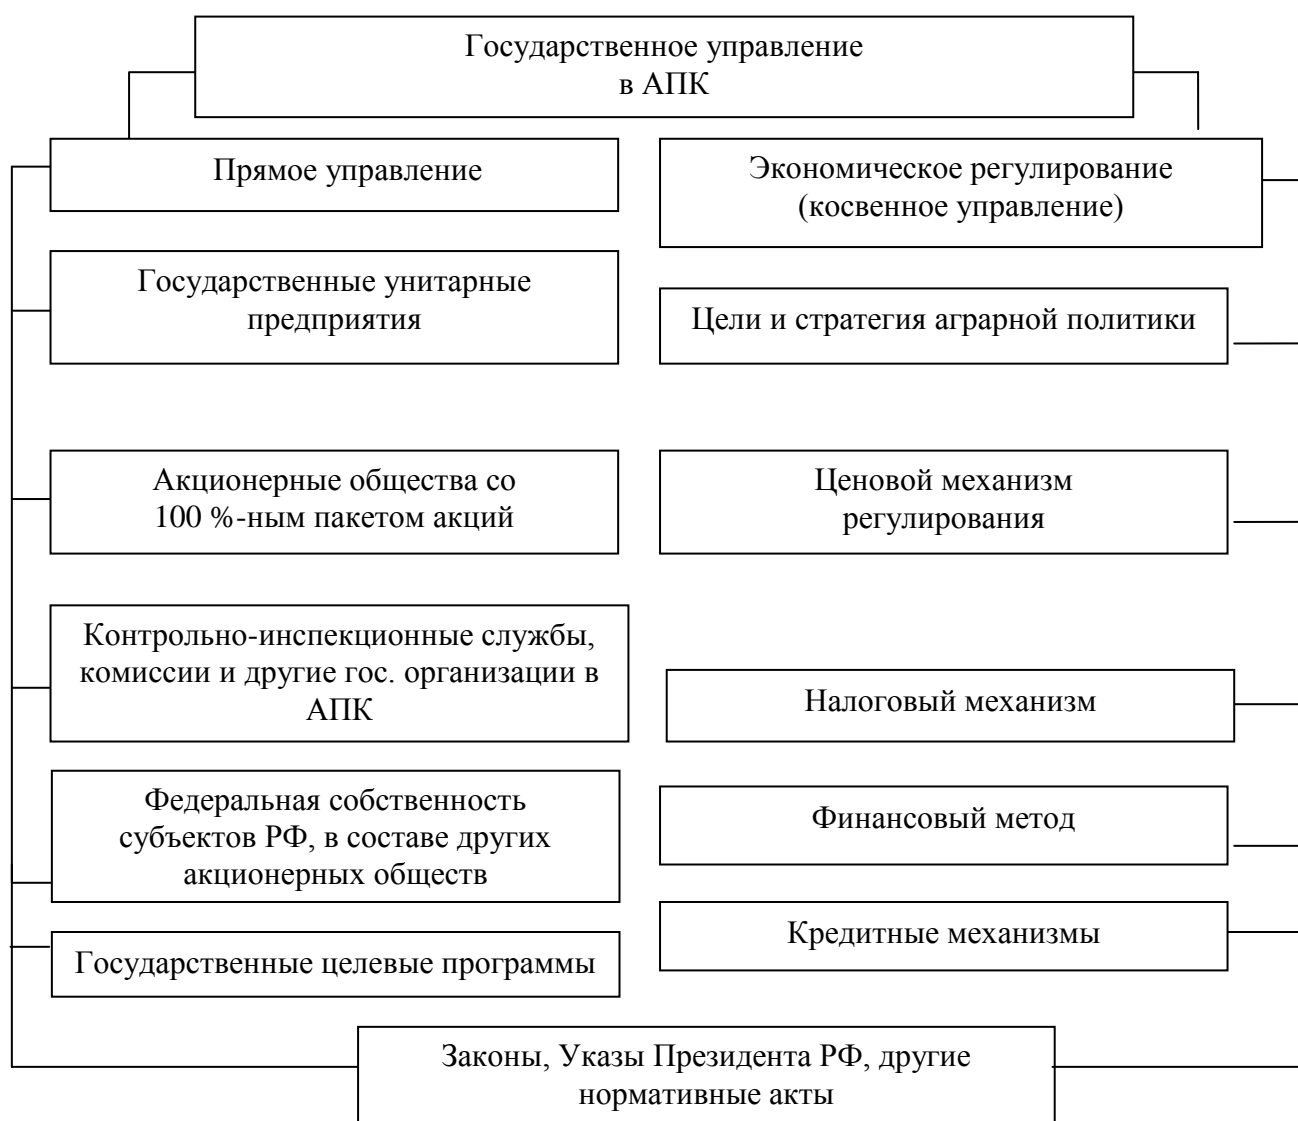 Государственное управление
в АПК
Прямое управление
Экономическое регулирование
(косвенное управление)
Государственные унитарные
предприятия
Цели и стратегия аграрной политики
Акционерные общества со
100 %-ным пакетом акций
Ценовой механизм
регулирования
Контрольно-инспекционные службы,
комиссии и другие гос. организации в
АПК
Налоговый механизм
Федеральная собственность
субъектов РФ, в составе других
акционерных обществ
Финансовый метод
Кредитные механизмы
Государственные целевые программы
Законы, Указы Президента РФ, другие
нормативные акты